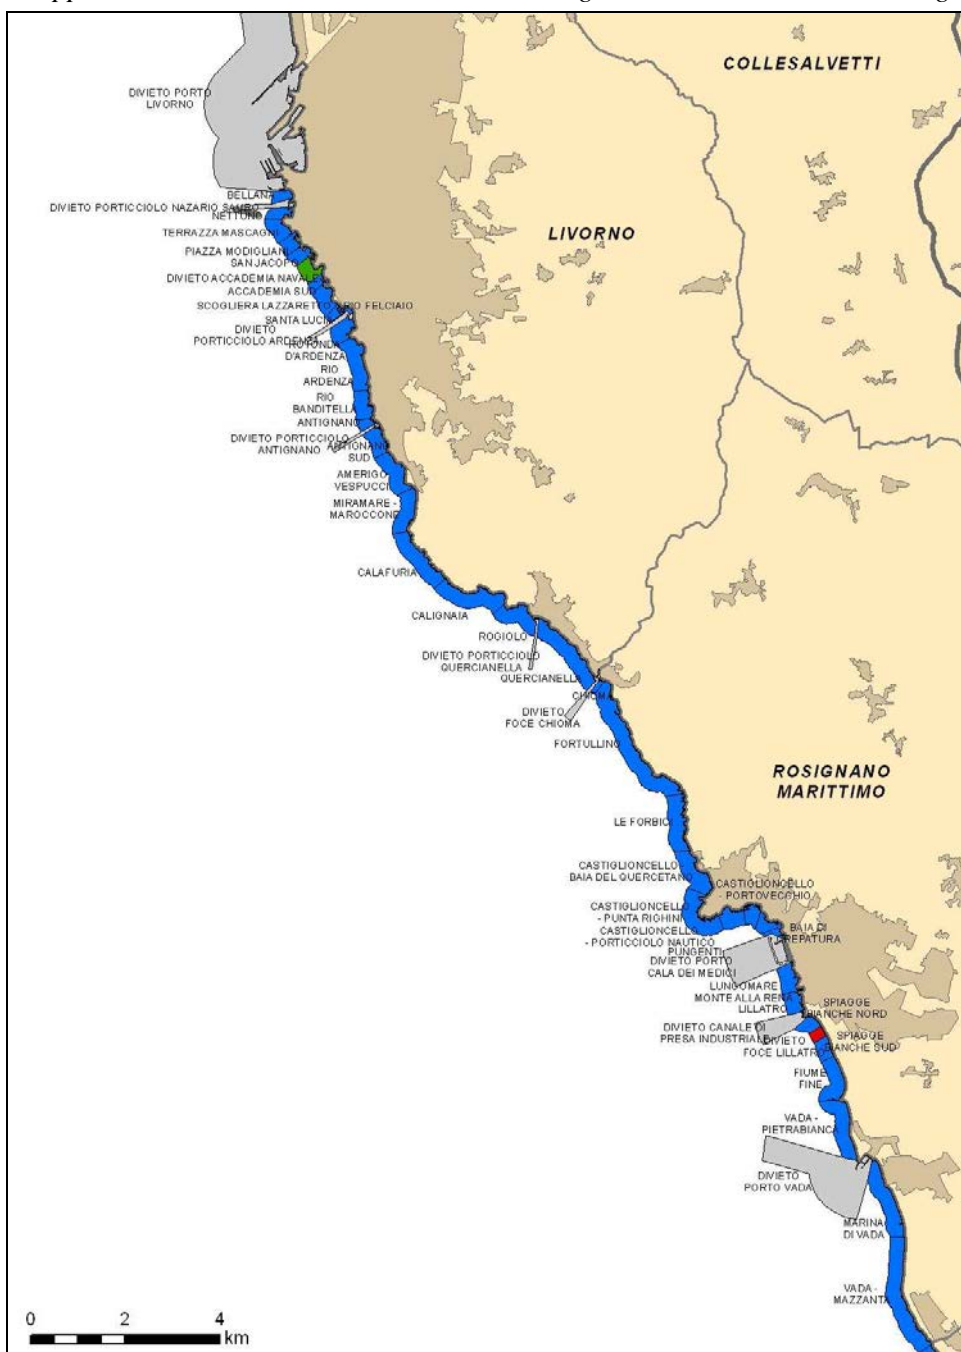 COLLESALVETTI
DIVIETO PORTO
LIVORNO
BELLANA
DIVIETO PORTICCIOLO NAZARIO SAURO
NETTUNO
LIVORNO
TERRAZZA MASCAGNI
PIAZZA MODIGLIANI
SAN JACOPO
DIVIETO ACCADEMIA NAVALE
ACCADEMIA SUD
SCOGLIERA LAZZARETTO RIO FELCIAIO
SANTA LUCIA
DIVIETO
PORTICCIOLO ARDENZA
ROTONDA
D'ARDENZA
RIO
ARDENZA
RIO
BANDITELLA
ANTIGNANO
DIVIETO PORTICCIOLO
ANTIGNANO
ANTIGNANO
SUD
AMERIGO
VESPUCCI
MIRAMARE -
MAROCCONE
CALAFURIA
CALIGNAIA
ROGIOLO
DIVIETO PORTICCIOLO
QUERCIANELLA
QUERCIANELLA
CHIOMA
DIVIETO
FOCE CHIOMA
FORTULLINO
ROSIGNANO
MARITTIMO
LE FORBICI
CASTIGLIONCELLO -
BAIA DEL QUERCETANO
CASTIGLIONCELLO
- PORTOVECCHIO
CASTIGLIONCELLO
- PUNTA RIGHINI
CASTIGLIONCELLO
- PORTICCIOLO NAUTICO
BAIA DI
CREPATURA
PUNGENTI
DIVIETO PORTO
CALA DEI MEDICI
LUNGOMARE
MONTE ALLA RENA
LILLATRO
SPIAGGE
BIANCHE NORD
DIVIETO CANALE DI
PRESA INDUSTRIALE
DIVIETO
FOCE LILLATRO
SPIAGGE
BIANCHE SUD
FIUME
FINE
VADA -
PIETRABIANCA
DIVIETO
PORTO VADA
MARINA
DI VADA
VADA -
MAZZANTA
0 2 4
km